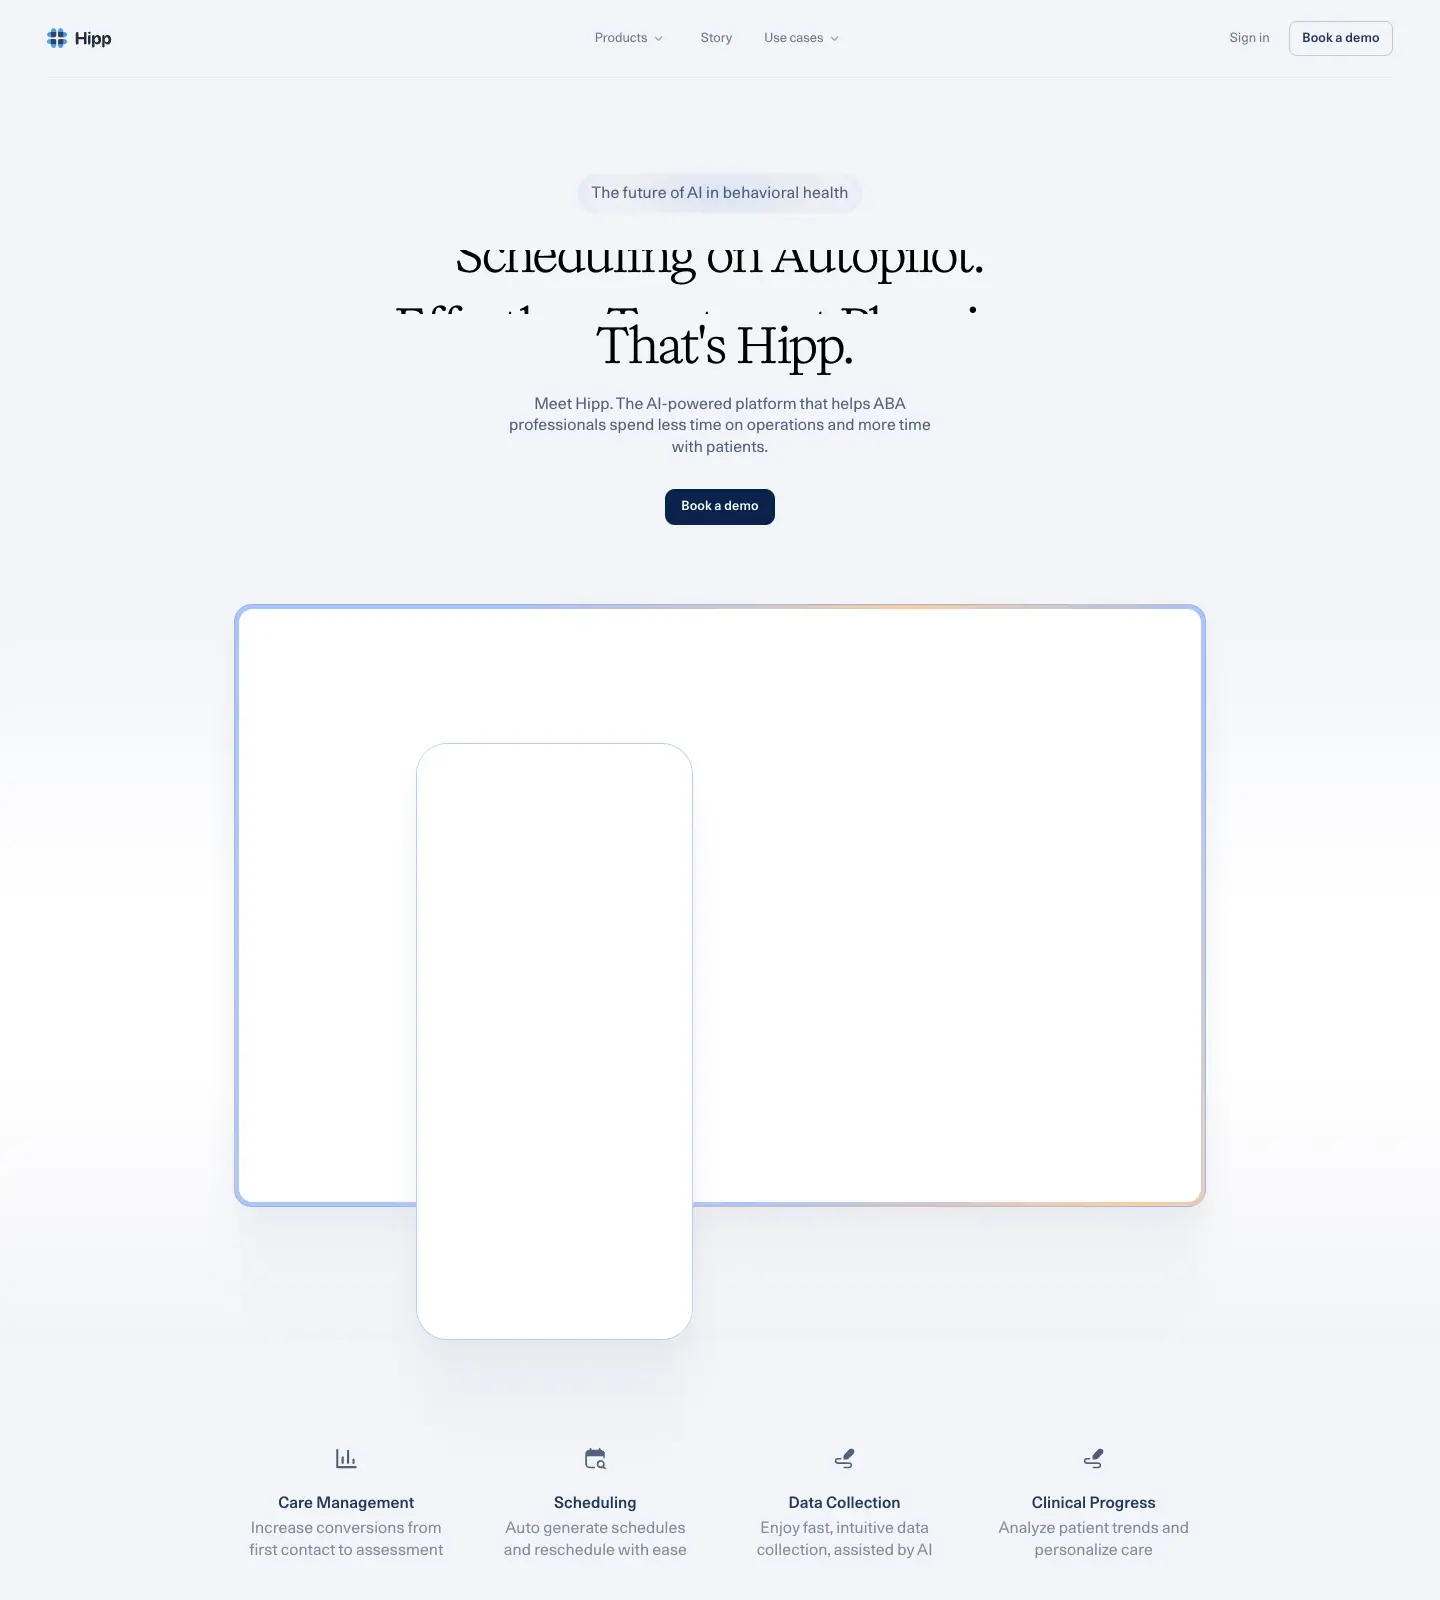 Hipp
Products
Story
Use cases
Sign in
Book a demo
The future of AI in behavioral health
Scheduling on Autopilot.
That's Hipp.
Meet Hipp. The AI-powered platform that helps ABA
professionals spend less time on operations and more time
with patients.
Book a demo
Care Management
Increase conversions from
first contact to assessment
Scheduling
Auto generate schedules
and reschedule with ease
Data Collection
Enjoy fast, intuitive data
collection, assisted by AI
Clinical Progress
Analyze patient trends and
personalize care